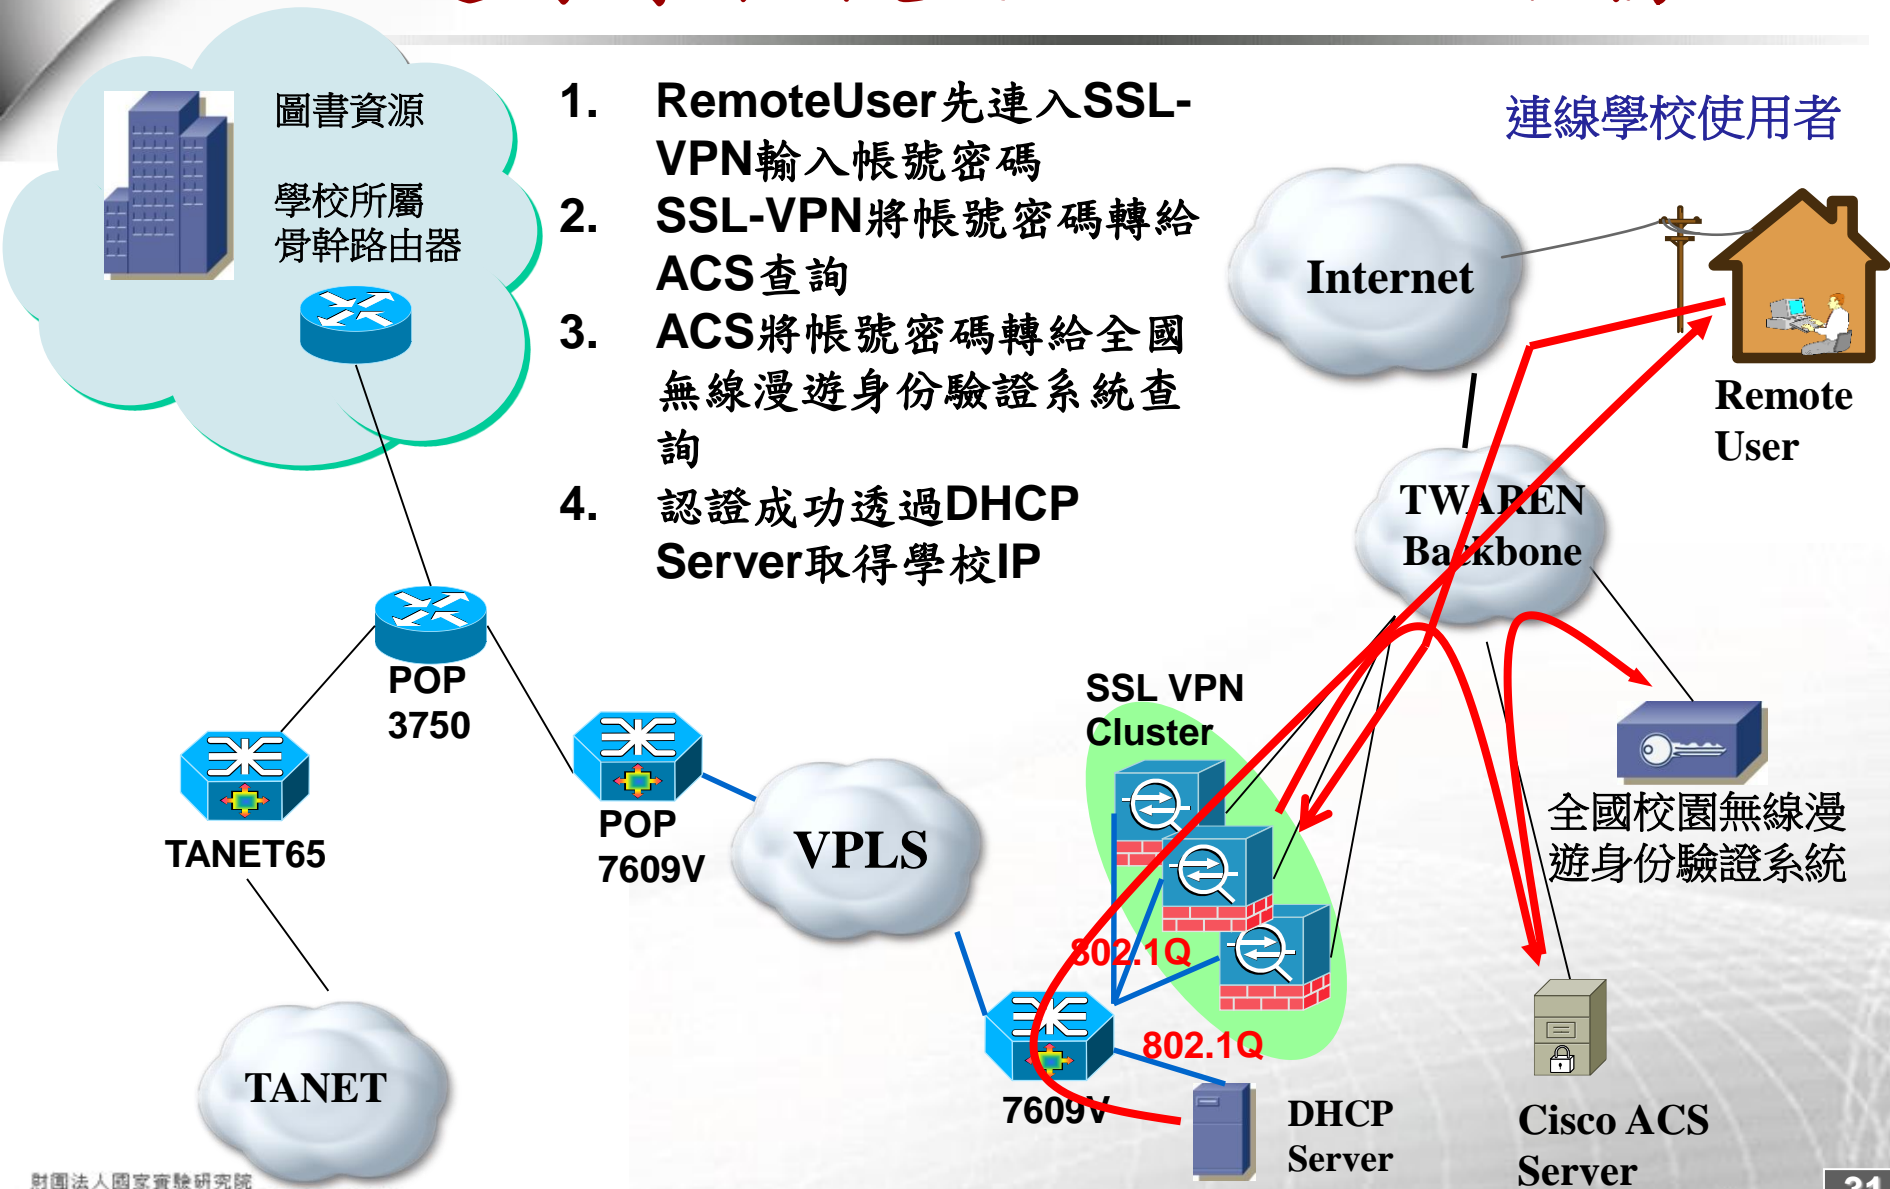 圖書資源
學校所屬
骨幹路由器
1. RemoteUser先連入SSL-
VPN輸入帳號密碼
2. SSL-VPN將帳號密碼轉給
ACS查詢
3. ACS將帳號密碼轉給全國
無線漫遊身份驗證系統查
詢
4. 認證成功透過DHCP
Server取得學校IP
連線學校使用者
Internet
Remote
User
TWAREN
Backbone
POP
3750
SSL VPN
Cluster
TANET65
POP
7609V
VPLS
全國校園無線漫
遊身份驗證系統
802.1Q
802.1Q
TANET
7609V
DHCP
Server
Cisco ACS
Server
財團法人國家實驗研究院
31